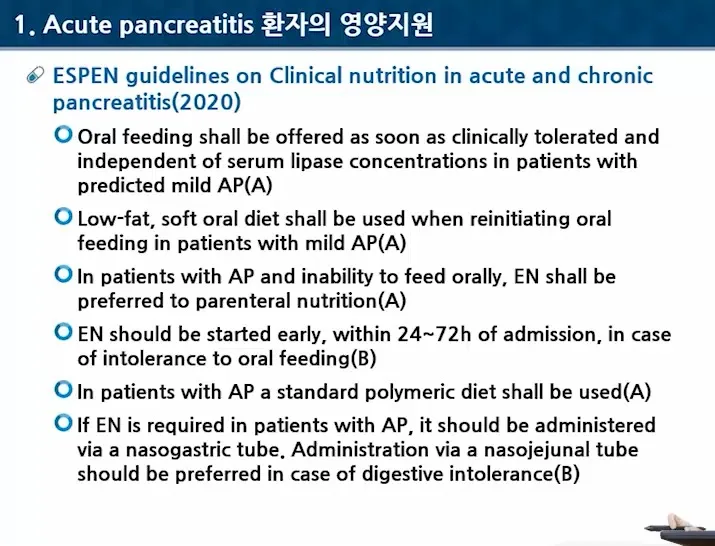 1. Acute pancreatitis 환자의 영양지원
ESPEN guidelines on Clinical nutrition in acute and chronic
pancreatitis(2020)
Oral feeding shall be offered as soon as clinically tolerated and
independent of serum lipase concentrations in patients with
predicted mild AP(A)
Low-fat, soft oral diet shall be used when reinitiating oral
feeding in patients with mild AP(A)
In patients with AP and inability to feed orally, EN shall be
preferred to parenteral nutrition(A)
EN should be started early, within 24~72h of admission, in case
of intolerance to oral feeding(B)
In patients with AP a standard polymeric diet shall be used(A)
If EN is required in patients with AP, it should be administered
via a nasogastric tube. Administration via a nasojejunal tube
should be preferred in case of digestive intolerance(B)